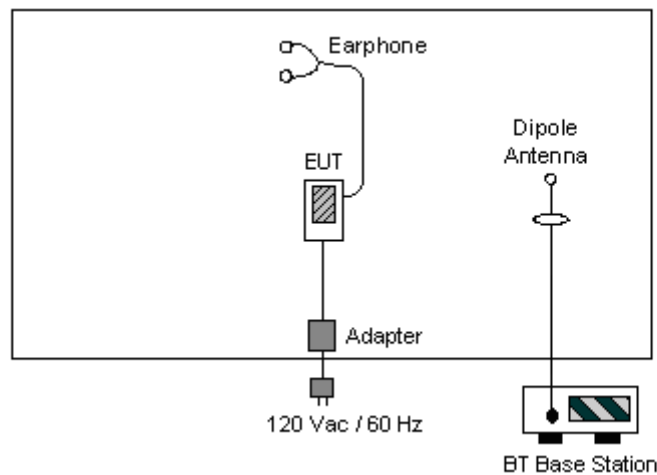 Earphone
Dipole
Antenna
EUT
Adapter
120 Vac / 60 Hz
BT Base Station